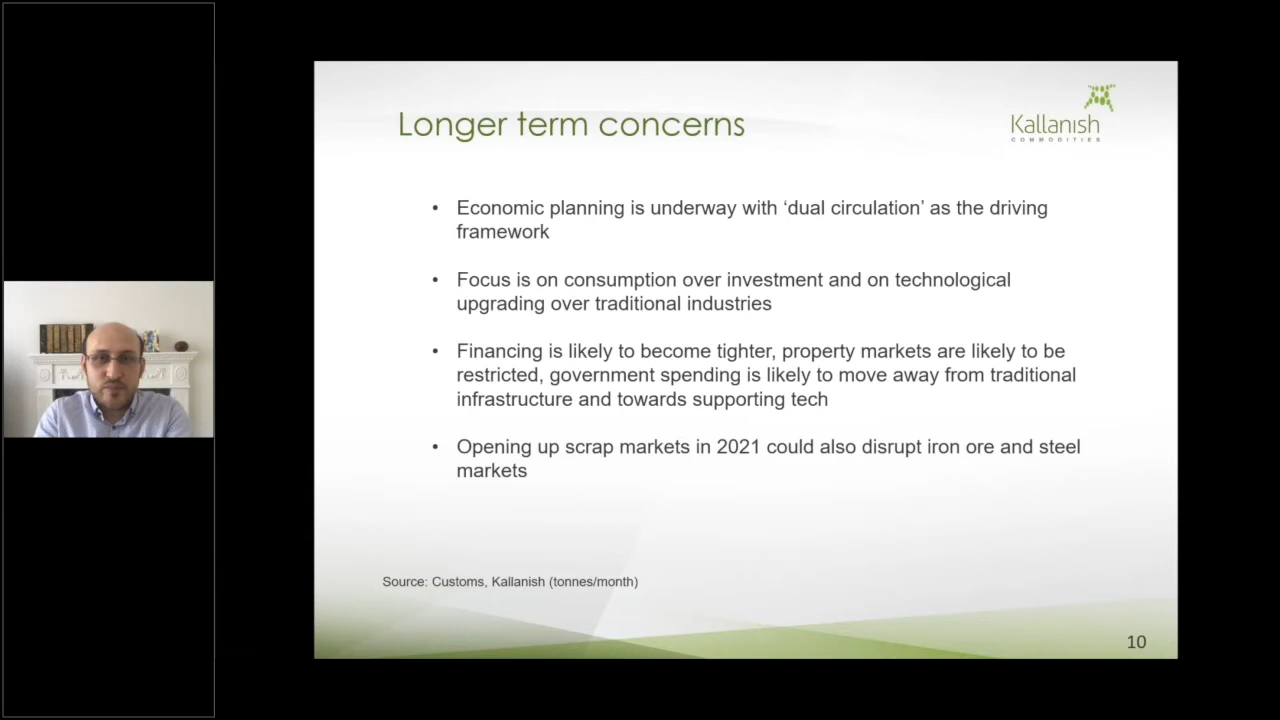 Longer term concerns
Kallanish
COMMODITIES
• Economic planning is underway with ‘dual circulation’ as the driving
framework
• Focus is on consumption over investment and on technological
upgrading over traditional industries
• Financing is likely to become tighter, property markets are likely to be
restricted, government spending is likely to move away from traditional
infrastructure and towards supporting tech
• Opening up scrap markets in 2021 could also disrupt iron ore and steel
markets
Source: Customs, Kallanish (tonnes/month)
10